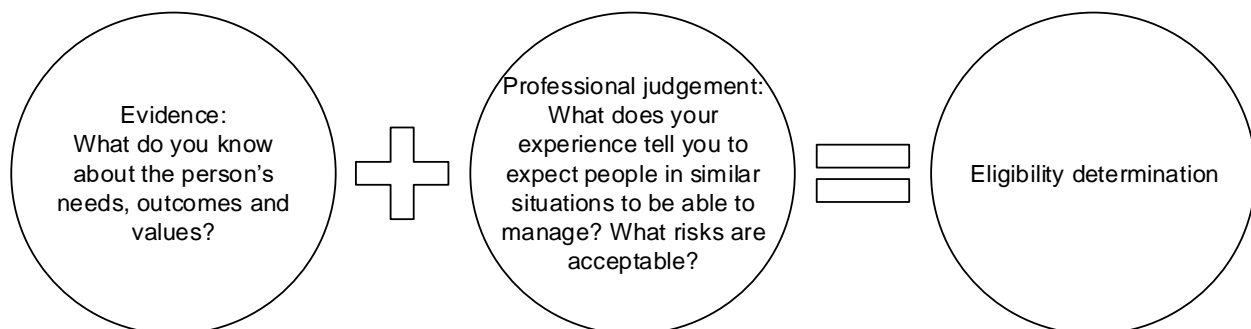 Evidence:
What do you know
about the person's
needs, outcomes and
values?
Professional judgement:
What does your
experience tell you to
expect people in similar
situations to be able to
manage? What risks are
acceptable?
Eligibility determination